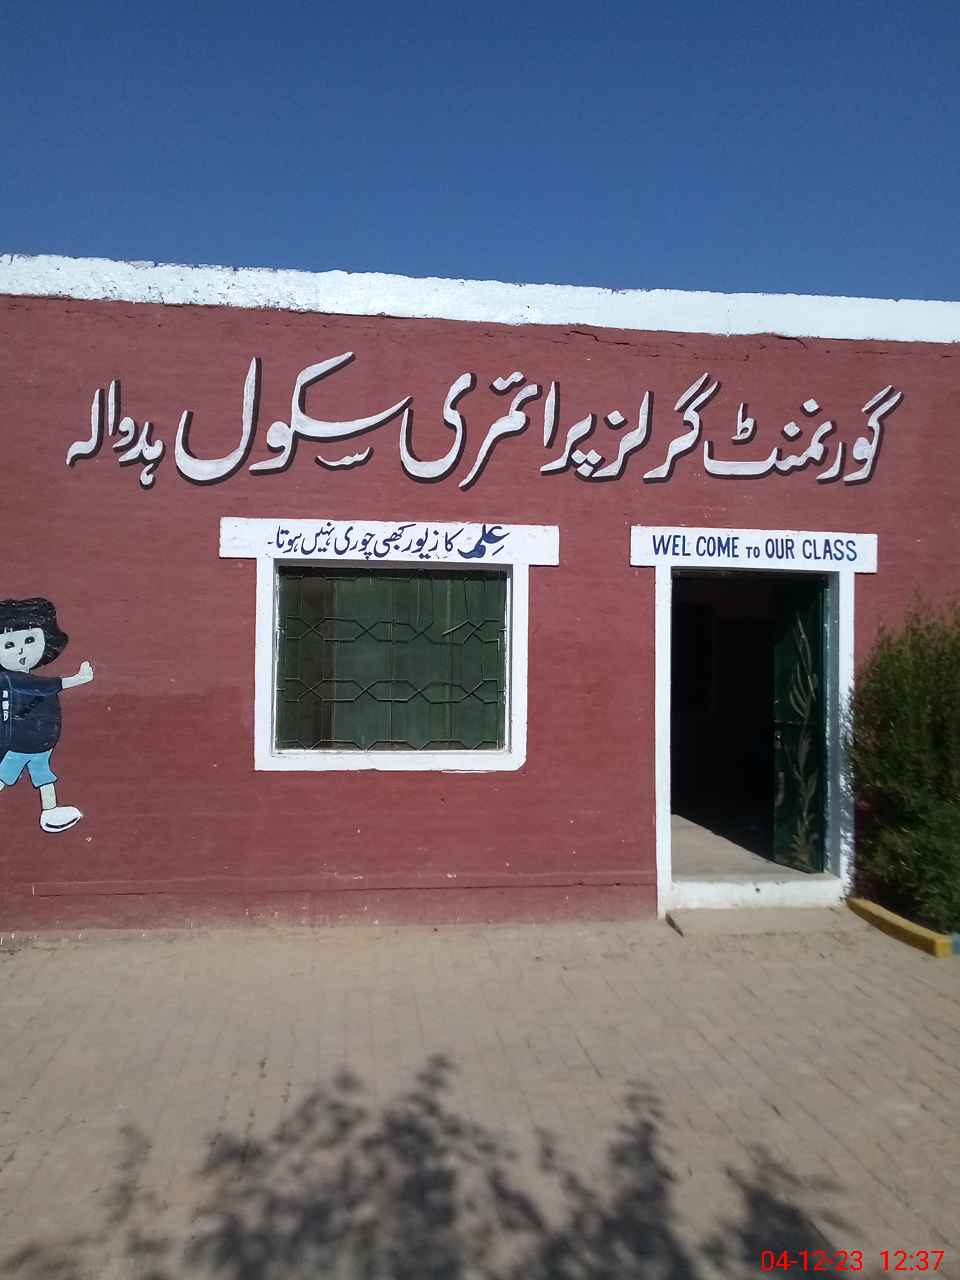 گورنمنٹ گرلز پرائمری سکول ہدوالہ
علم کا زیور کبھی چوری نہیں ہوتا۔
WEL COME TO OUR CLASS
04-12-23 12:37